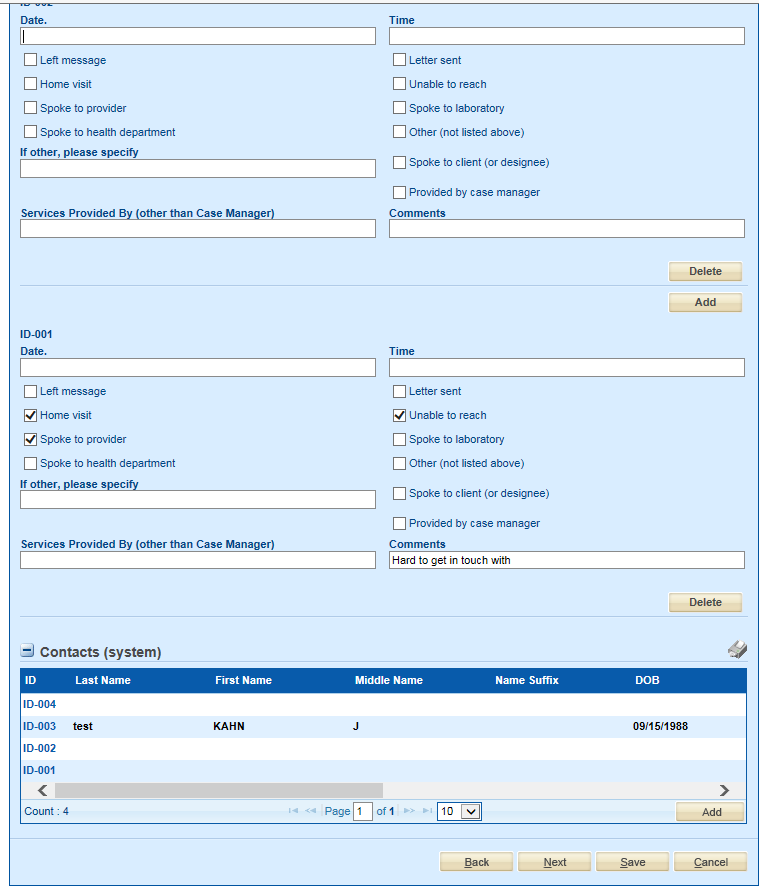 ID-002
Date. Time
Left message Letter sent
Home visit Unable to reach
Spoke to provider Spoke to laboratory
Spoke to health department Other (not listed above)
If other, please specify
Spoke to client (or designee)
Provided by case manager
Services Provided By (other than Case Manager) Comments
Delete
Add
ID-001
Date. Time
Left message Letter sent
Home visit Unable to reach
Spoke to provider Spoke to laboratory
Spoke to health department Other (not listed above)
If other, please specify
Spoke to client (or designee)
Provided by case manager
Services Provided By (other than Case Manager) Comments
Hard to get in touch with
Delete
Contacts (system)
ID Last Name First Name Middle Name Name Suffix DOB
ID-004
ID-003 test KAHN J 09/15/1988
ID-002
ID-001
Count : 4 Page 1 of 1 10 Add
Back Next Save Cancel